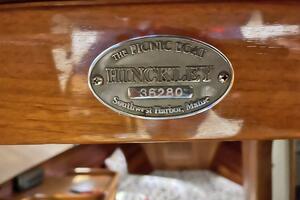 THE PICNIC BOAT
HINCKLEY
36280
Southwest Harbor, Maine